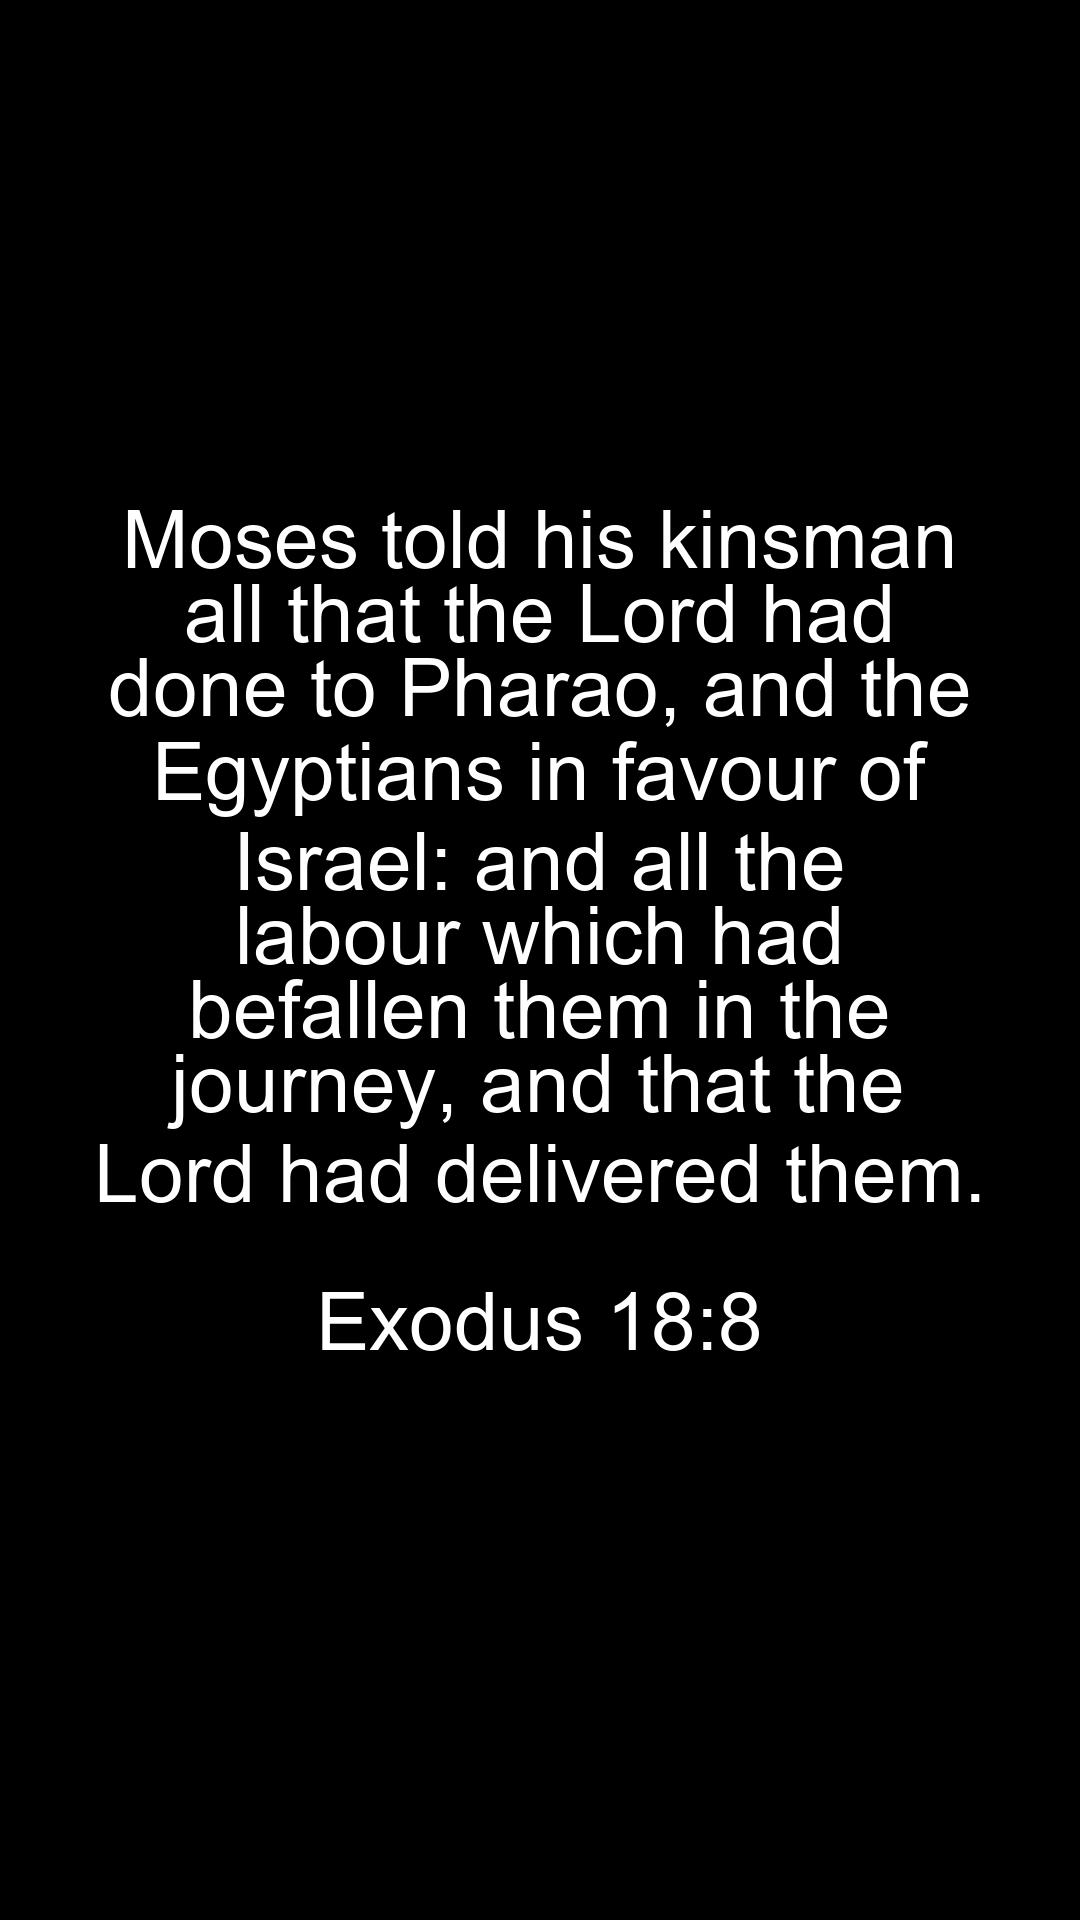 Moses told his kinsman
all that the Lord had
done to Pharao, and the
Egyptians in favour of
Israel: and all the
labour which had
befallen them in the
journey, and that the
Lord had delivered them.
Exodus 18:8